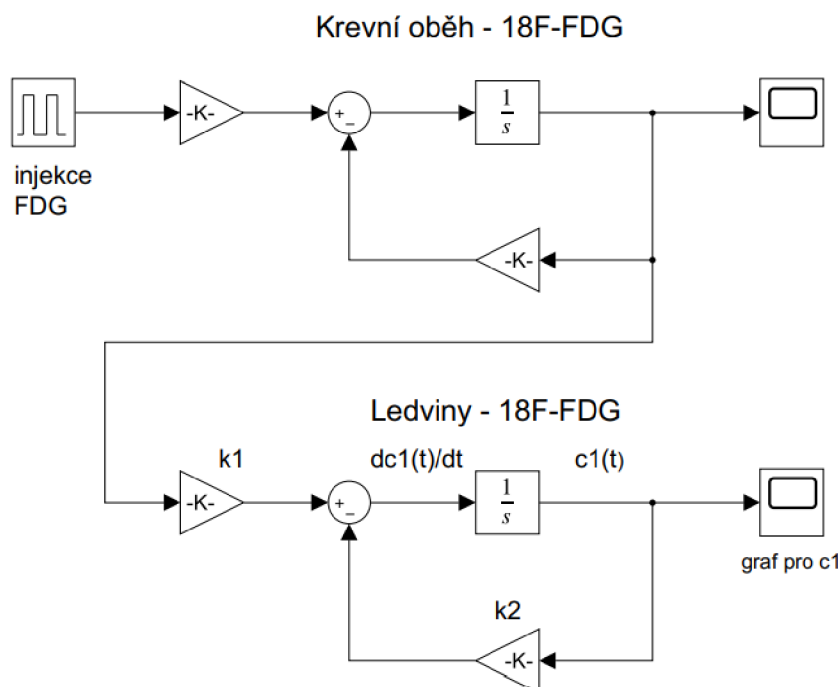 Krevní oběh - 18F-FDG
-K-
+
−
1
s
injekce
FDG
-K-
Ledviny - 18F-FDG
k1
dc1(t)/dt
c1(t)
-K-
+
−
1
s
graf pro c1
k2
-K-